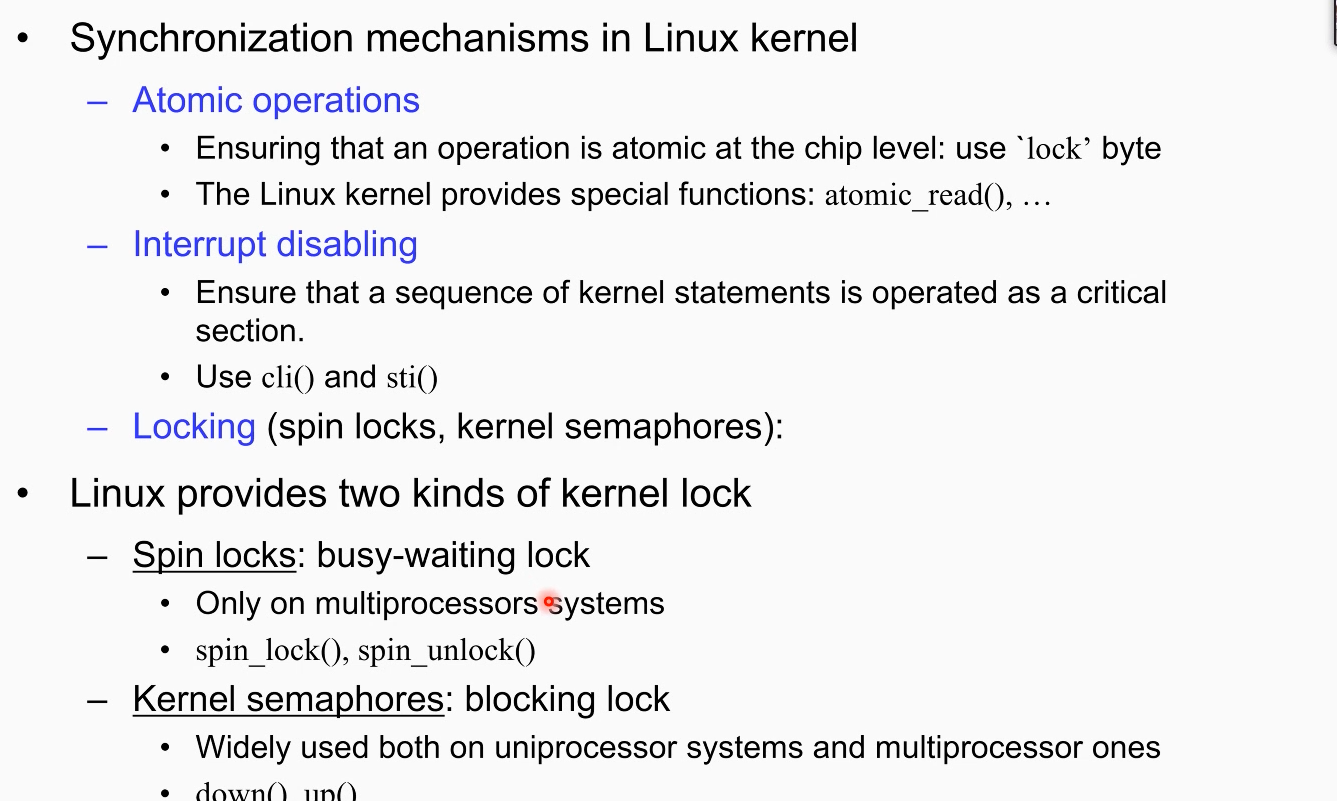 • Synchronization mechanisms in Linux kernel
– Atomic operations
• Ensuring that an operation is atomic at the chip level: use `lock’ byte
• The Linux kernel provides special functions: atomic_read(), …
– Interrupt disabling
• Ensure that a sequence of kernel statements is operated as a critical
section.
• Use cli() and sti()
– Locking (spin locks, kernel semaphores):
• Linux provides two kinds of kernel lock
– Spin locks: busy-waiting lock
• Only on multiprocessors systems
• spin_lock(), spin_unlock()
– Kernel semaphores: blocking lock
• Widely used both on uniprocessor systems and multiprocessor ones
• down(), up()